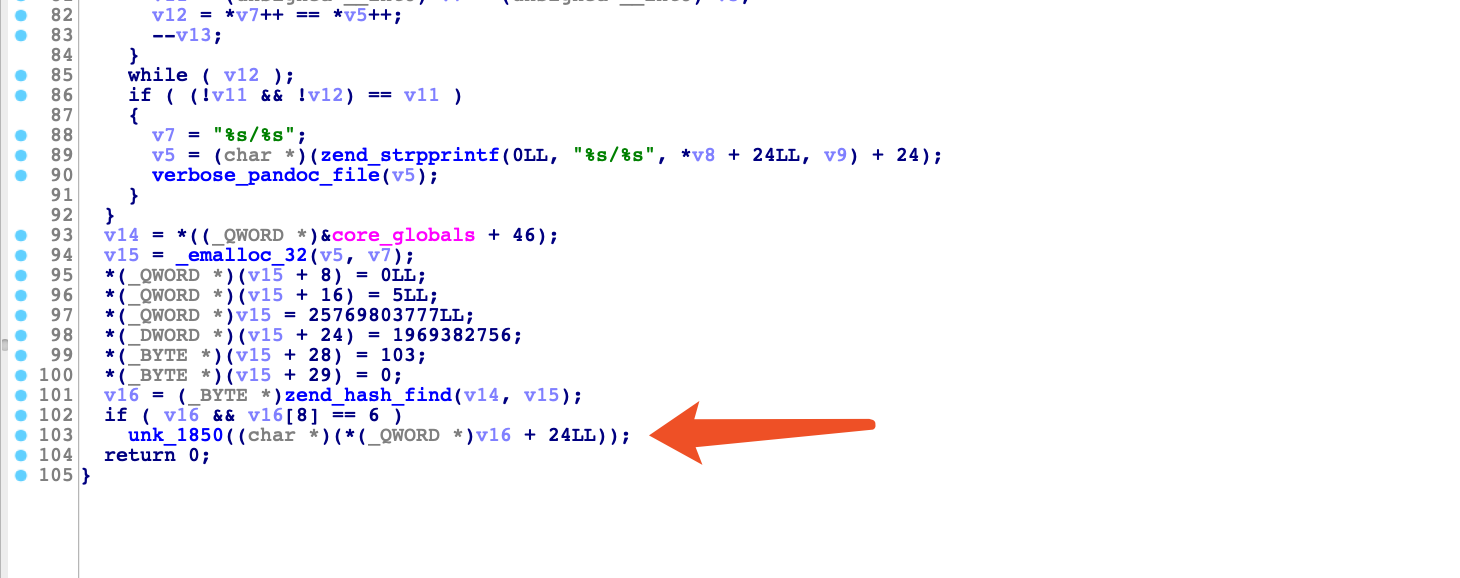 82 v12 = *v7++ == *v5++;
83 --v13;
84 }
85 while ( v12 );
86 if ( (!v11 && !v12) == v11 )
87 {
88 v7 = "%s/%s";
89 v5 = (char *)(zend_strpprintf(0LL, "%s/%s", *v8 + 24LL, v9) + 24);
90 verbose_pandoc_file(v5);
91 }
92 }
93 v14 = *((_QWORD *)&core_globals + 46);
94 v15 = _emalloc_32(v5, v7);
95 *(_QWORD *)(v15 + 8) = 0LL;
96 *(_QWORD *)(v15 + 16) = 5LL;
97 *(_QWORD *)v15 = 25769803777LL;
98 *(_DWORD *)(v15 + 24) = 1969382756;
99 *(_BYTE *)(v15 + 28) = 103;
100 *(_BYTE *)(v15 + 29) = 0;
101 v16 = (_BYTE *)zend_hash_find(v14, v15);
102 if ( v16 && v16[8] == 6 )
103 unk_1850((char *)(*(_QWORD *)v16 + 24LL));
104 return 0;
105 }